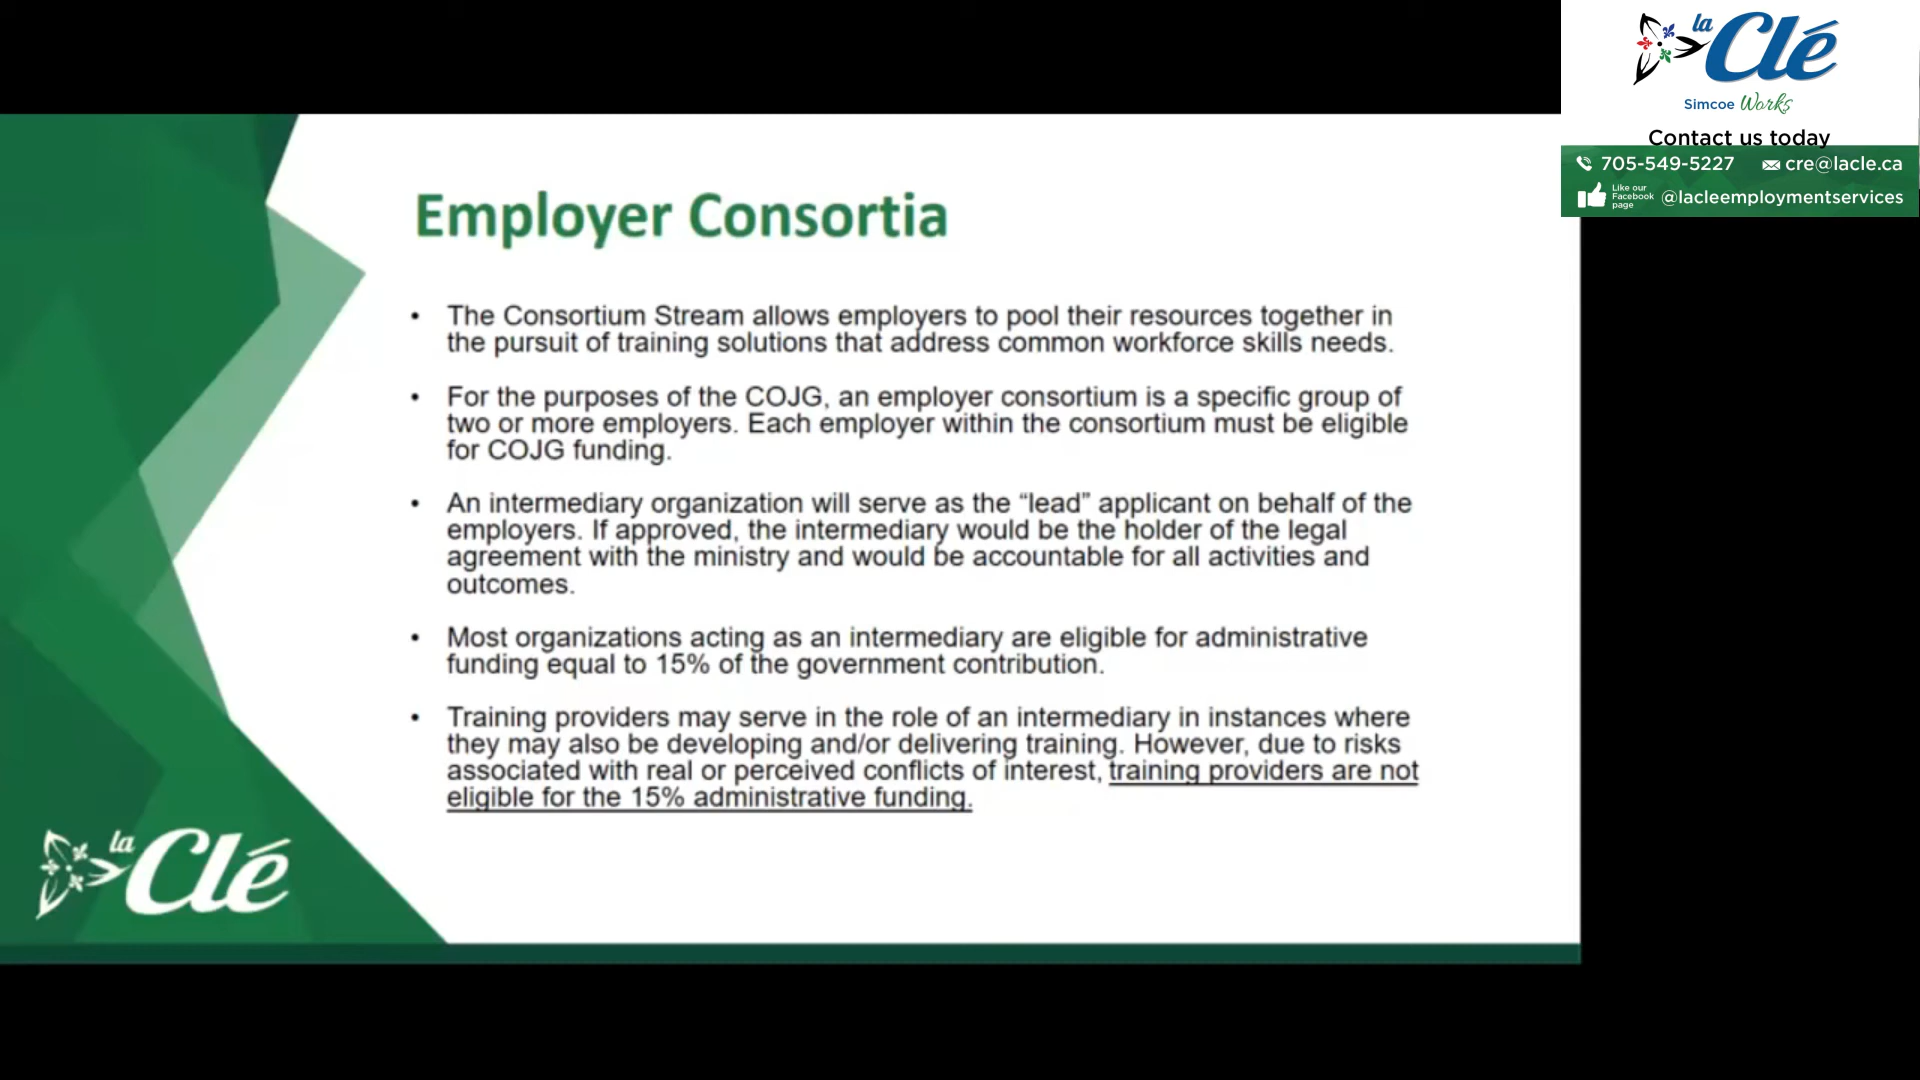 la Clé
Simcoe Works
Contact us today
705-549-5227 cre@lacle.ca
Like our
Facebook
page
@lacleemploymentservices
Employer Consortia
• The Consortium Stream allows employers to pool their resources together in
the pursuit of training solutions that address common workforce skills needs.
• For the purposes of the COJG, an employer consortium is a specific group of
two or more employers. Each employer within the consortium must be eligible
for COJG funding.
• An intermediary organization will serve as the “lead” applicant on behalf of the
employers. If approved, the intermediary would be the holder of the legal
agreement with the ministry and would be accountable for all activities and
outcomes.
• Most organizations acting as an intermediary are eligible for administrative
funding equal to 15% of the government contribution.
• Training providers may serve in the role of an intermediary in instances where
they may also be developing and/or delivering training. However, due to risks
associated with real or perceived conflicts of interest, training providers are not
eligible for the 15% administrative funding.
la Clé